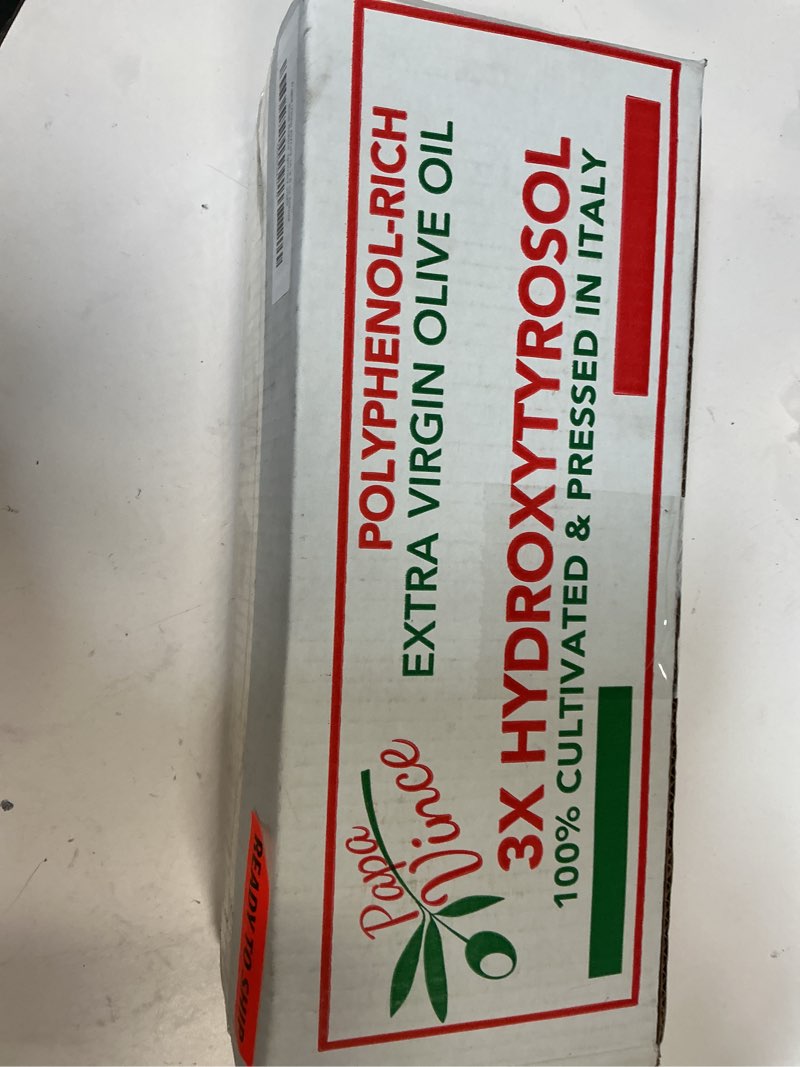 Papa
Vince
POLYPHENOL-RICH
EXTRA VIRGIN OLIVE OIL
3X HYDROXYTYROSOL
100% CULTIVATED & PRESSED IN ITALY
READY TO SHIP